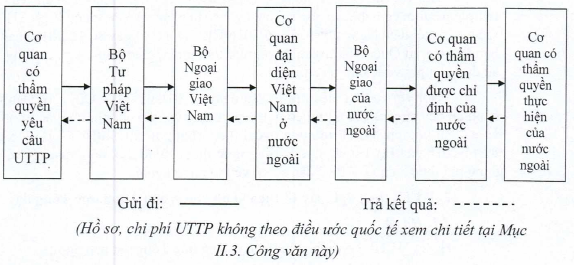 Cơ
quan
có
thẩm
quyền
yêu
cầu
UTTP
Bộ
Tư
pháp
Việt
Nam
Bộ
Ngoại
giao
Việt
Nam
Cơ
quan
đại
diện
Việt
Nam
ở
nước
ngoài
Bộ
Ngoại
giao
của
nước
ngoài
Cơ quan
có thẩm
quyền
được chỉ
định của
nước
ngoài
Cơ
quan có
thẩm
quyền
thực
hiện
của
nước
ngoài
Gửi đi:
Trả kết quả:
(Hồ sơ, chi phí UTTP không theo điều ước quốc tế xem chi tiết tại Mục
II.3. Công văn này)